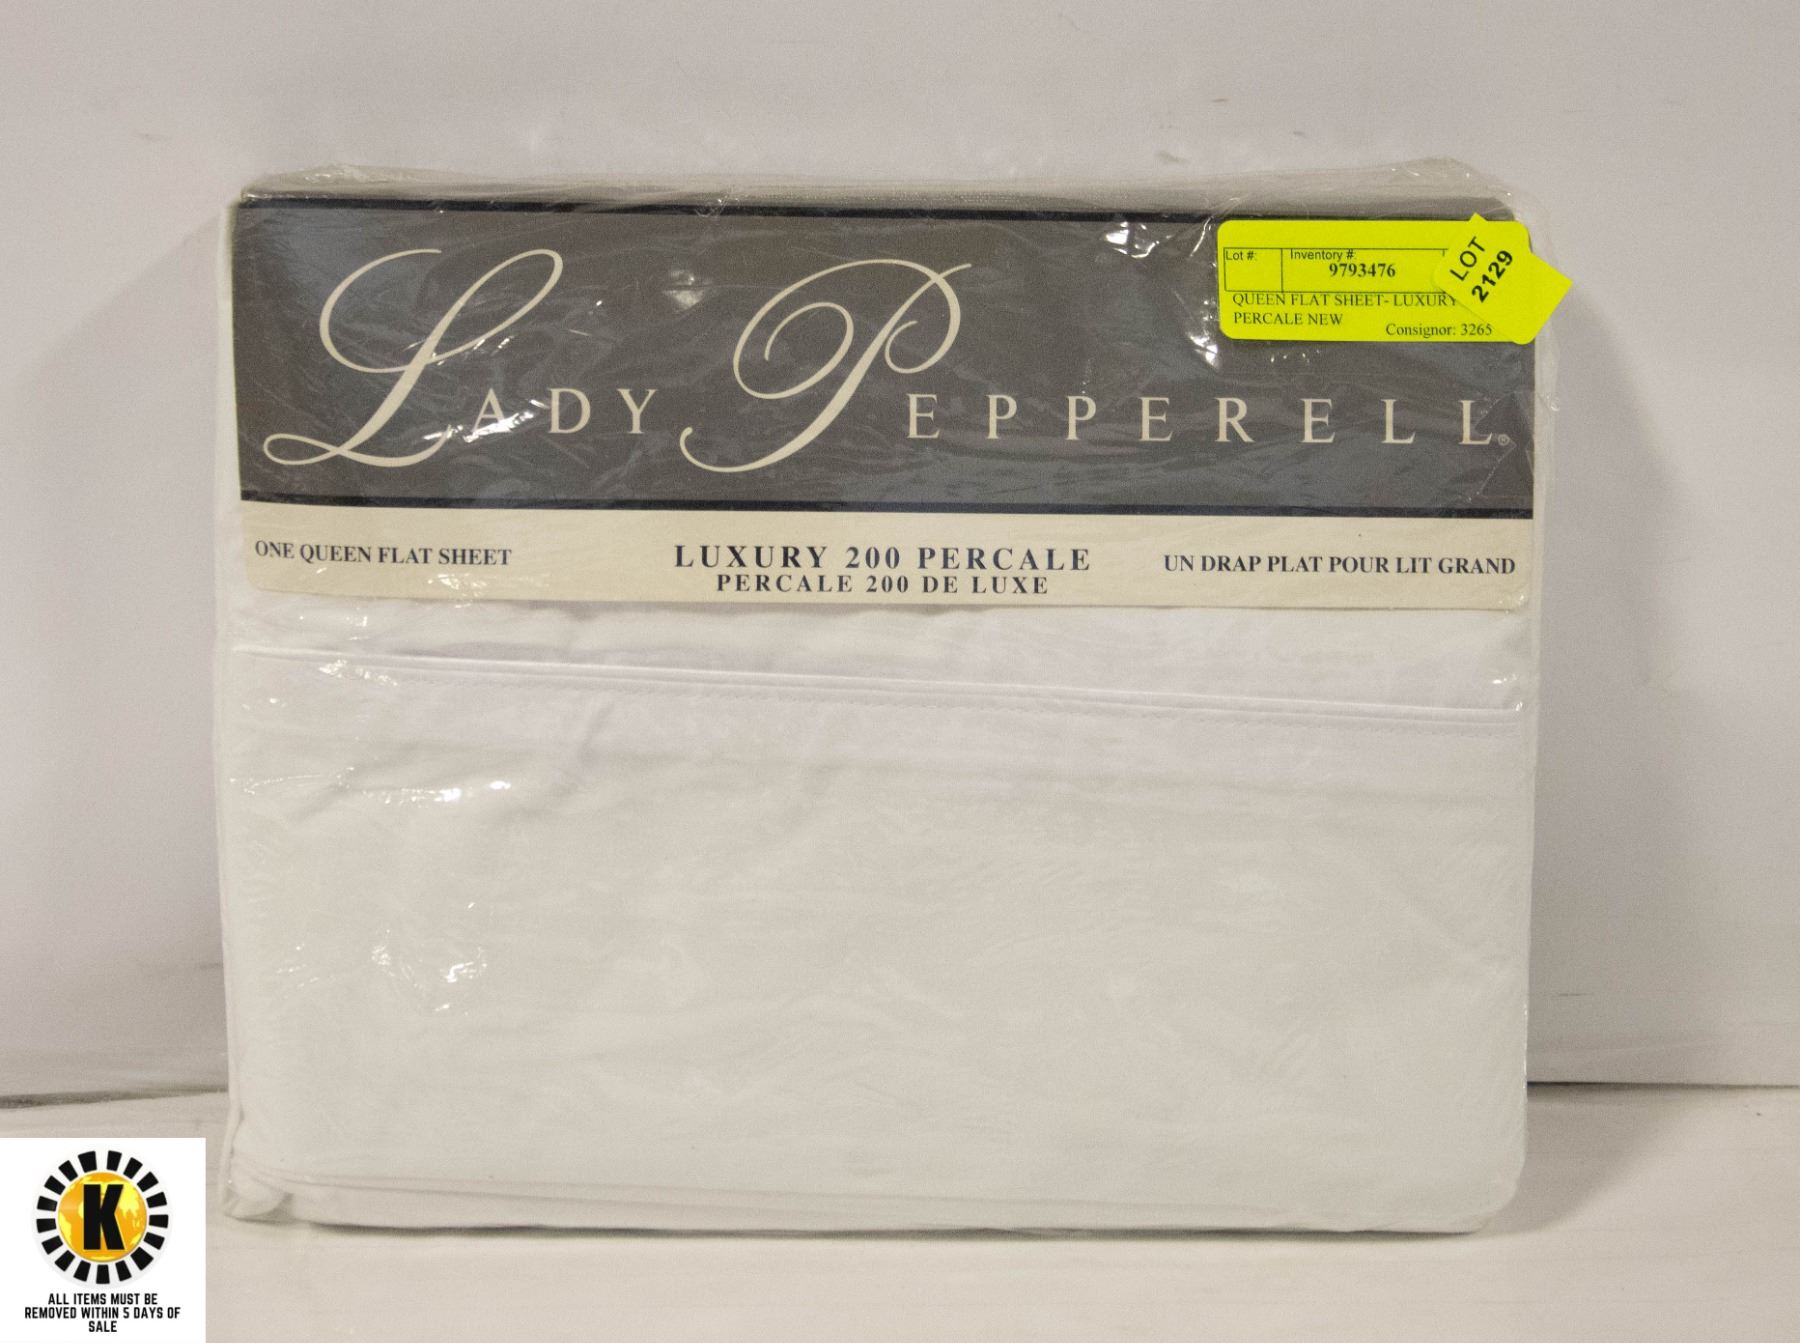 LADY PEPPERELL®
Lot #:
Inventory #:
9793476
LOT
2129
QUEEN FLAT SHEET- LUXURY
PERCALE NEW
Consignor: 3265
ONE QUEEN FLAT SHEET
LUXURY 200 PERCALE
PERCALE 200 DE LUXE
UN DRAP PLAT POUR LIT GRAND
K
ALL ITEMS MUST BE
REMOVED WITHIN 5 DAYS OF
SALE